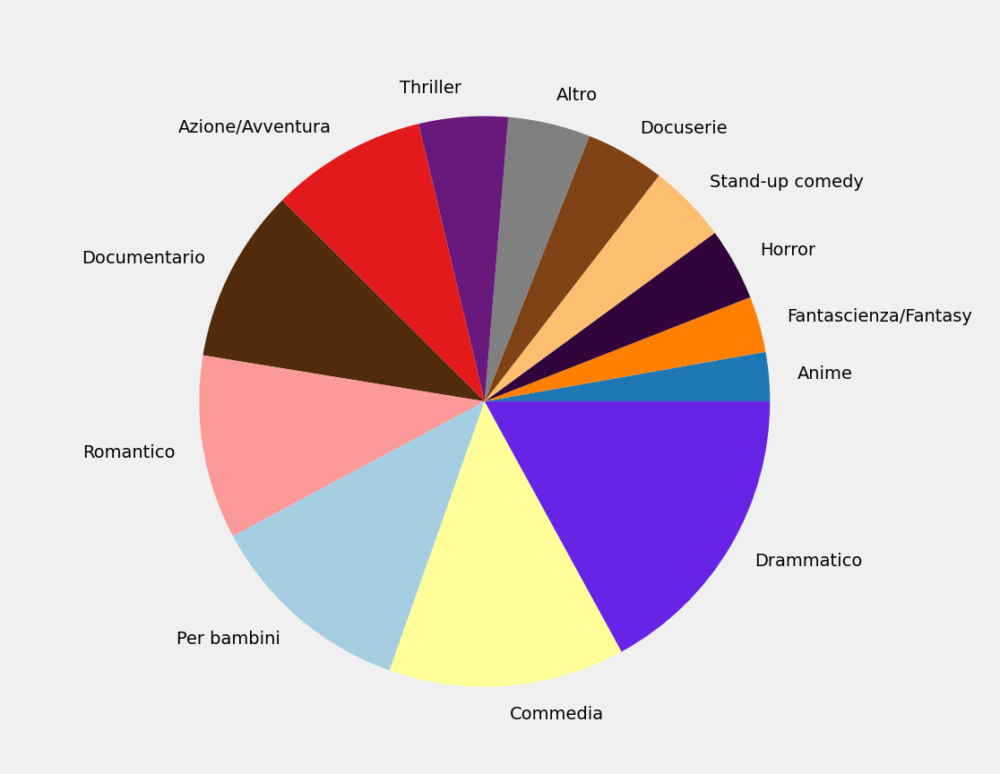 Thriller
Altro
Azione/Avventura
Docuserie
Stand-up comedy
Horror
Documentario
Fantascienza/Fantasy
Anime
Romantico
Drammatico
Per bambini
Commedia